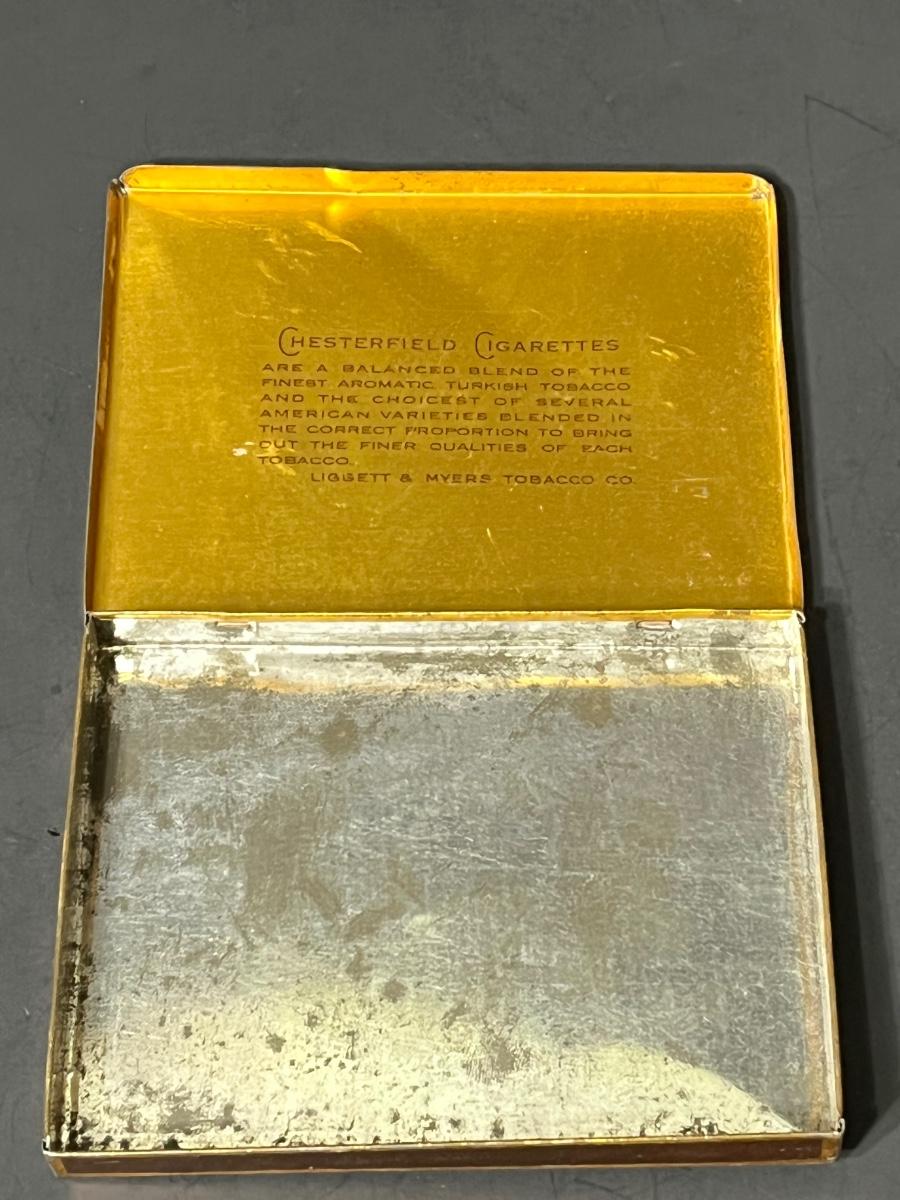 CHESTERFIELD CIGARETTES
ARE A BALANCED BLEND OF THE
FINEST AROMATIC TURKISH TOBACCO
AND THE CHOICEST OF SEVERAL
AMERICAN VARIETIES BLENDED IN
THE CORRECT PROPORTION TO BRING
OUT THE FINER QUALITIES OF EACH
TOBACCO.
LIGGETT & MYERS TOBACCO CO.